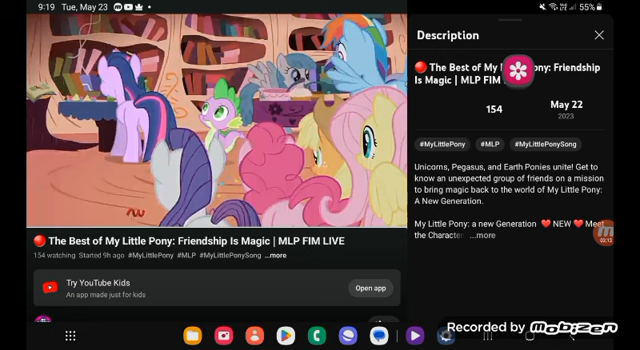 9:19 Tue, May 23
55%
Description
🔴 The Best of My Little Pony: Friendship
Is Magic | MLP FIM
154
May 22
2023
#MyLittlePony
#MLP
#MyLittlePonySong
Unicorns, Pegasus, and Earth Ponies unite! Get to
know an unexpected group of friends on a mission
to bring magic back to the world of My Little Pony:
A New Generation.
My Little Pony: a new Generation ❤️ NEW ❤️ Meet
the Character ...more
02:13
🔴 The Best of My Little Pony: Friendship Is Magic | MLP FIM LIVE
154 watching Started 9h ago #MyLittlePony #MLP #MyLittlePonySong ...more
Try YouTube Kids
An app made just for kids
Open app
Recorded by mobizen